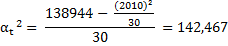 αₜ² = (138944 − (2010)²/30)/30 = 142,467